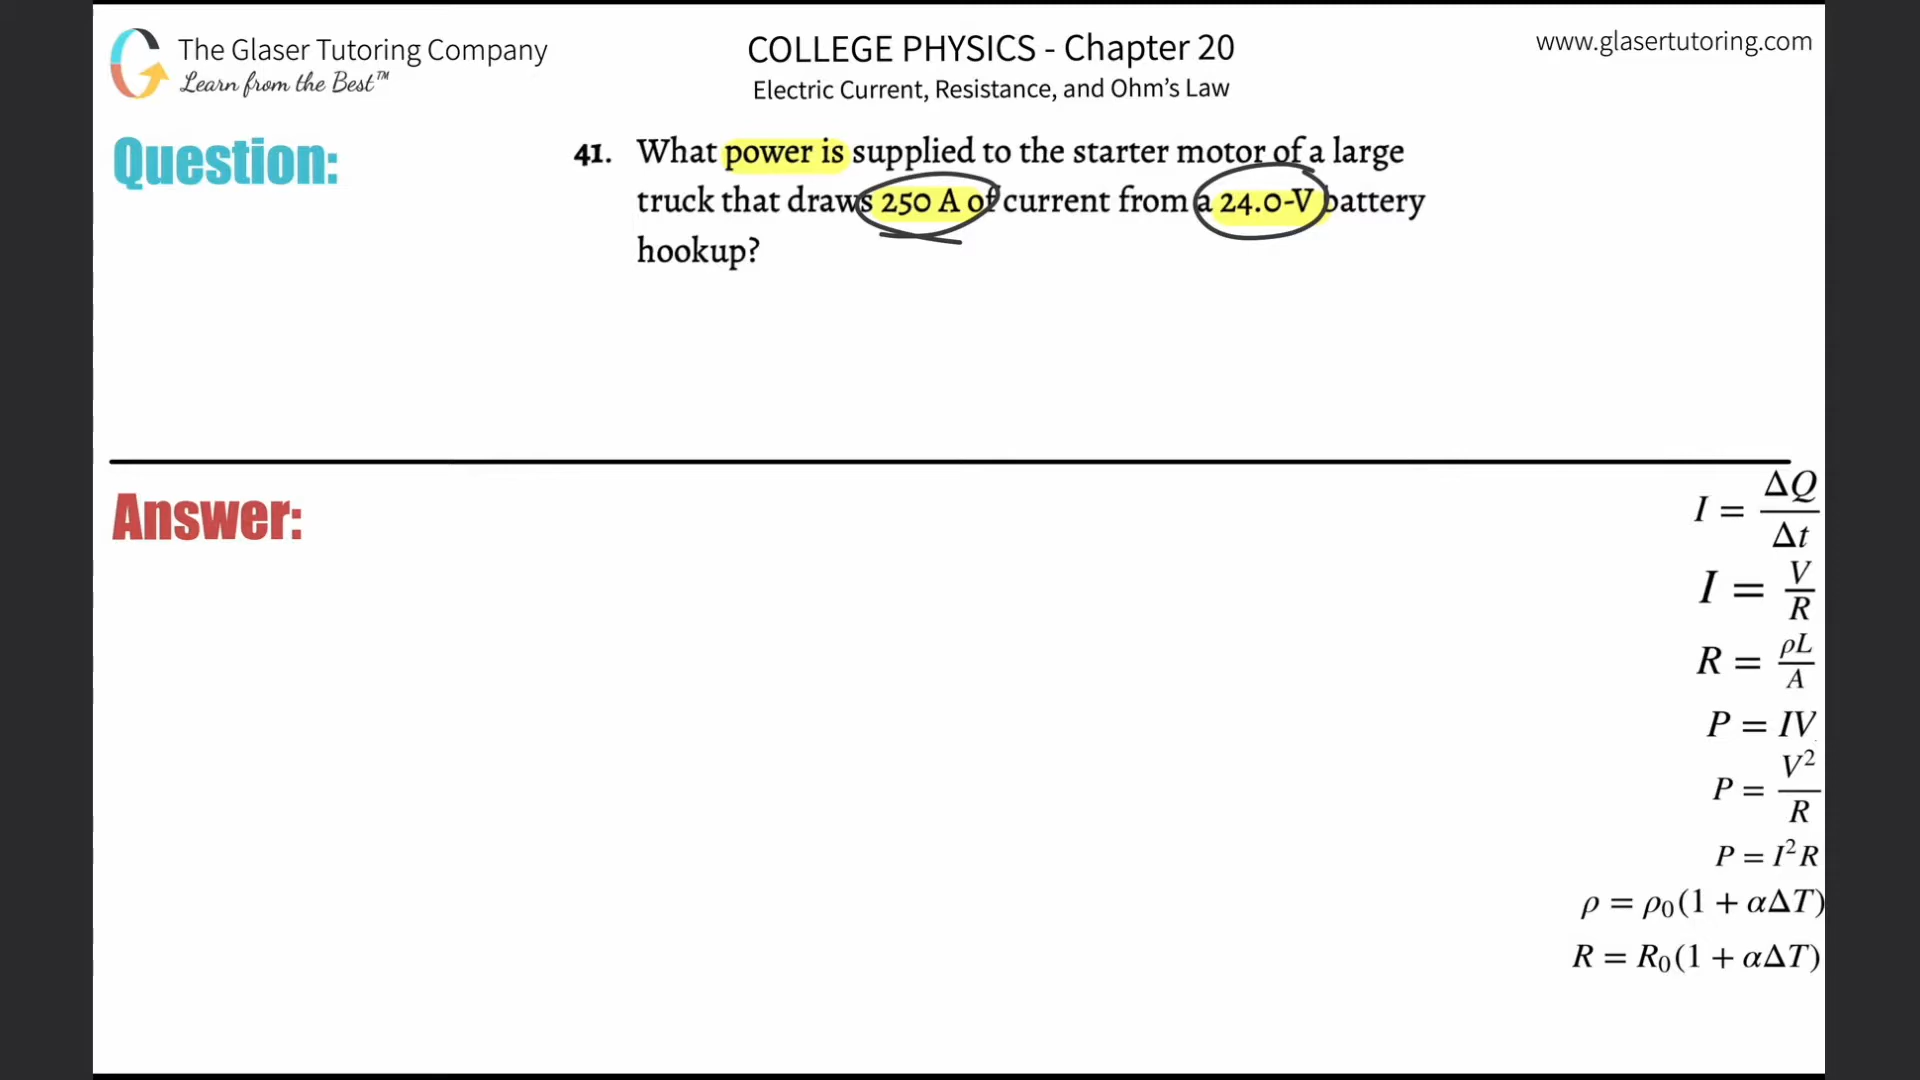 The Glaser Tutoring Company
Learn from the Best™
COLLEGE PHYSICS - Chapter 20
Electric Current, Resistance, and Ohm's Law
www.glasertutoring.com
Question:
41. What power is supplied to the starter motor of a large
truck that draws 250 A of current from a 24.0-V battery
hookup?
Answer:
I = ΔQ/Δt
I = V/R
R = ρL/A
P = IV
P = V²/R
P = I²R
ρ = ρ₀(1 + αΔT)
R = R₀(1 + αΔT)